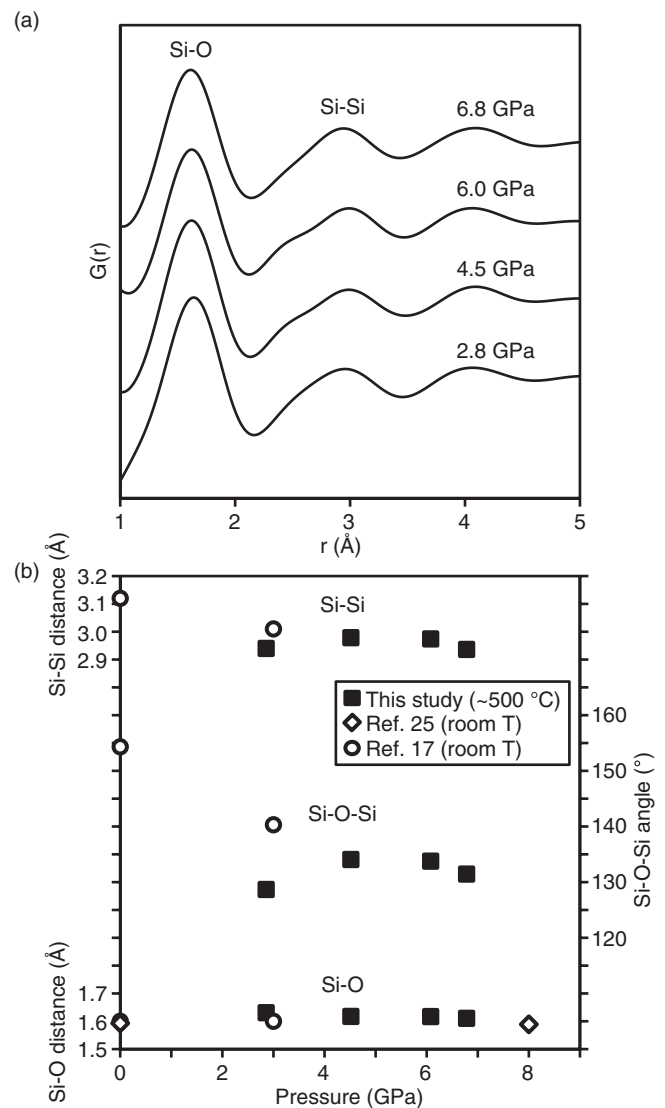 (a)
Si-O
Si-Si
6.8 GPa
6.0 GPa
4.5 GPa
2.8 GPa
G(r)
1 2 3 4 5
r (Å)
(b)
Si-Si distance (Å)
3.2
3.1
3.0
2.9
Si-Si
This study (~500 °C)
Ref. 25 (room T)
Ref. 17 (room T)
160
150
140
130
120
Si-O-Si angle (°)
Si-O-Si
Si-O distance (Å)
1.7
1.6
1.5
Si-O
0 2 4 6 8
Pressure (GPa)